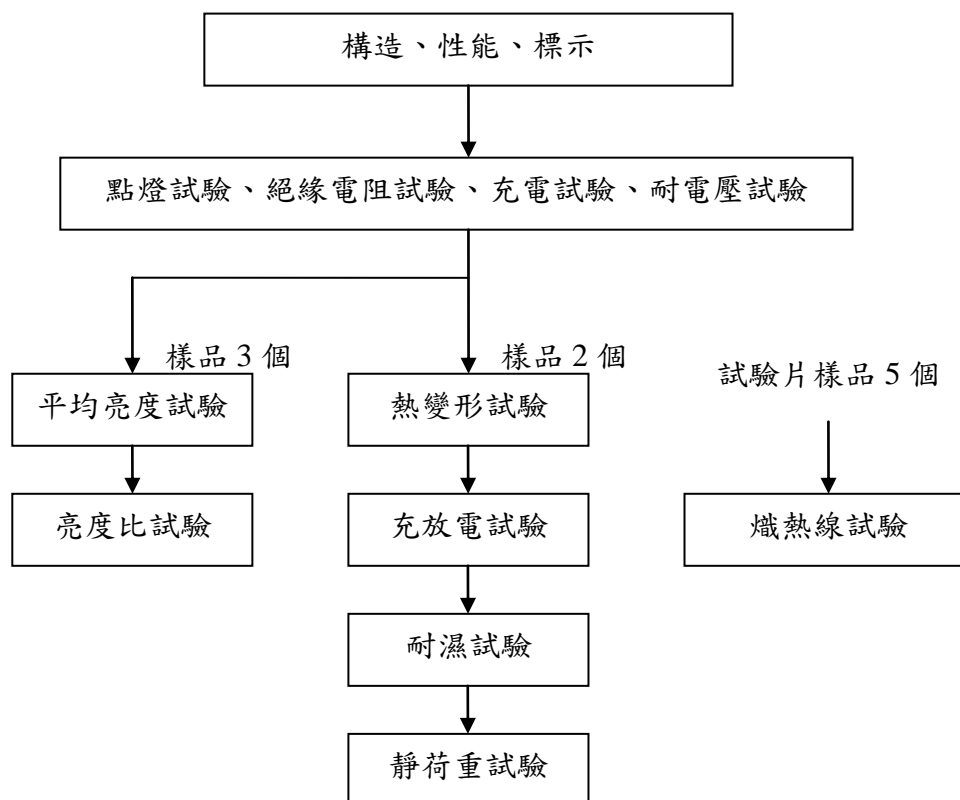 構造、性能、標示
點燈試驗、絕緣電阻試驗、充電試驗、耐電壓試驗
樣品 3 個
樣品 2 個
試驗片樣品 5 個
平均亮度試驗
熱變形試驗
亮度比試驗
充放電試驗
熾熱線試驗
耐濕試驗
靜荷重試驗